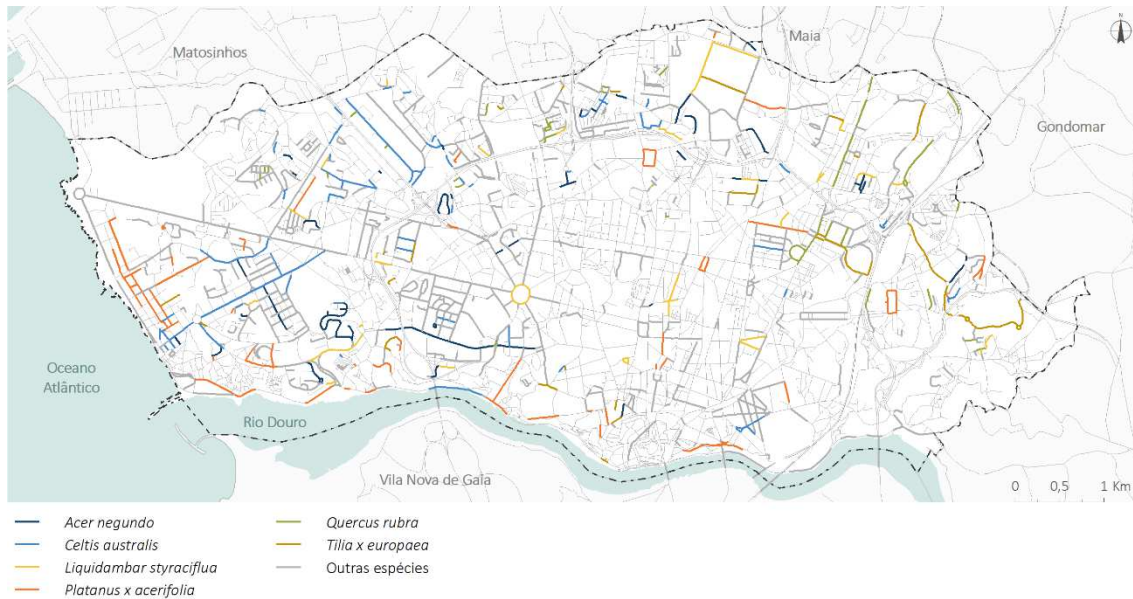 N
Matosinhos
Maia
Gondomar
Oceano
Atlântico
Rio Douro
Vila Nova de Gaia
0 0,5 1 Km
Acer negundo
Celtis australis
Liquidambar styraciflua
Platanus x acerifolia
Quercus rubra
Tilia x europaea
Outras espécies